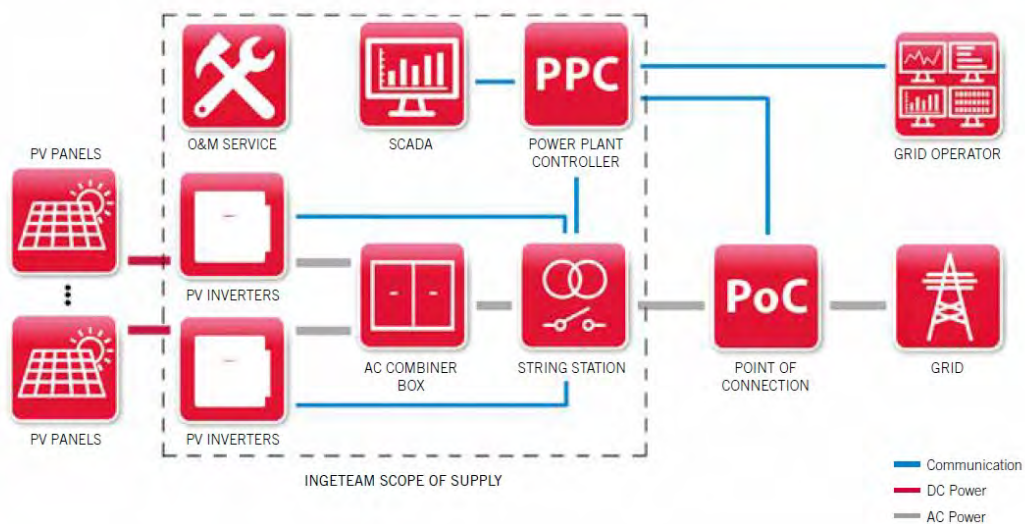 PPC
O&M SERVICE
SCADA
POWER PLANT
CONTROLLER
GRID OPERATOR
PV PANELS
PV INVERTERS
PoC
AC COMBINER
BOX
STRING STATION
POINT OF
CONNECTION
GRID
PV PANELS
PV INVERTERS
INGETEAM SCOPE OF SUPPLY
Communication
DC Power
AC Power